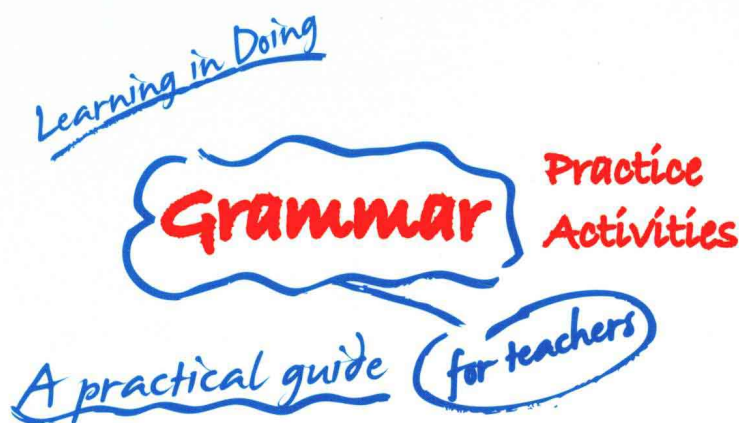 Learning in Doing
Grammar
Practice
Activities
A practical guide
for teachers